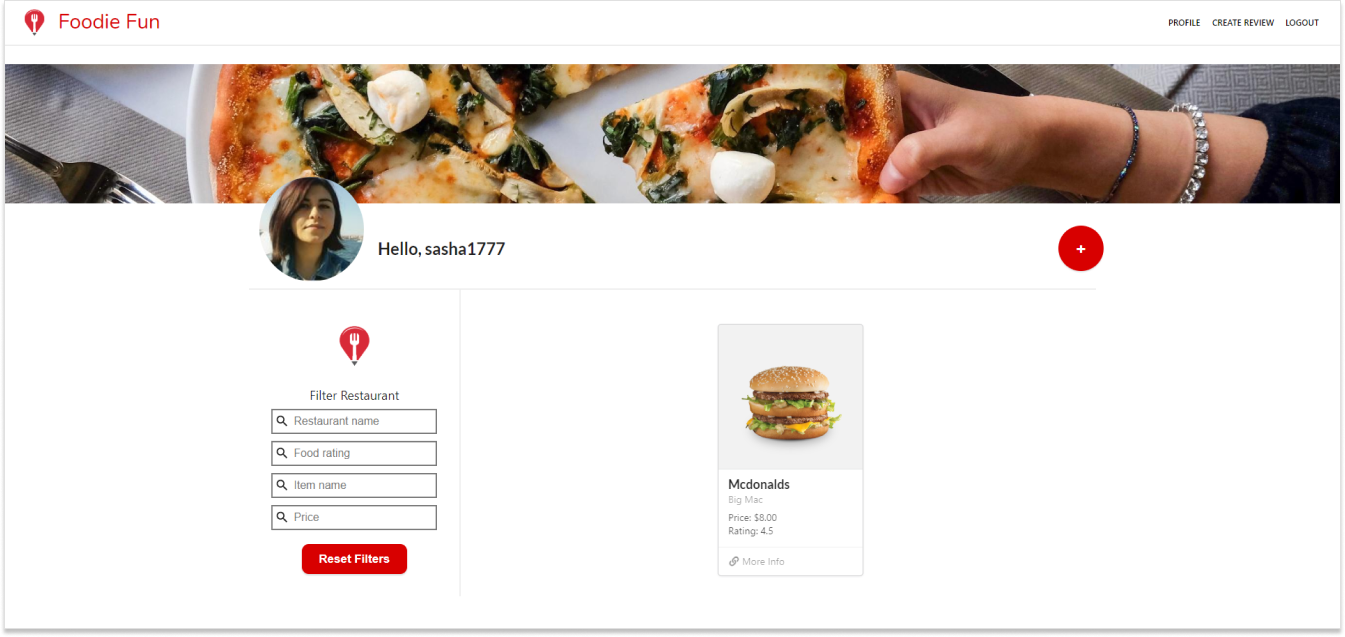 Foodie Fun
PROFILE CREATE REVIEW LOGOUT
Hello, sasha1777
+
Filter Restaurant
Restaurant name
Food rating
Item name
Price
Reset Filters
Mcdonalds
Big Mac
Price: $8.00
Rating: 4.5
More Info